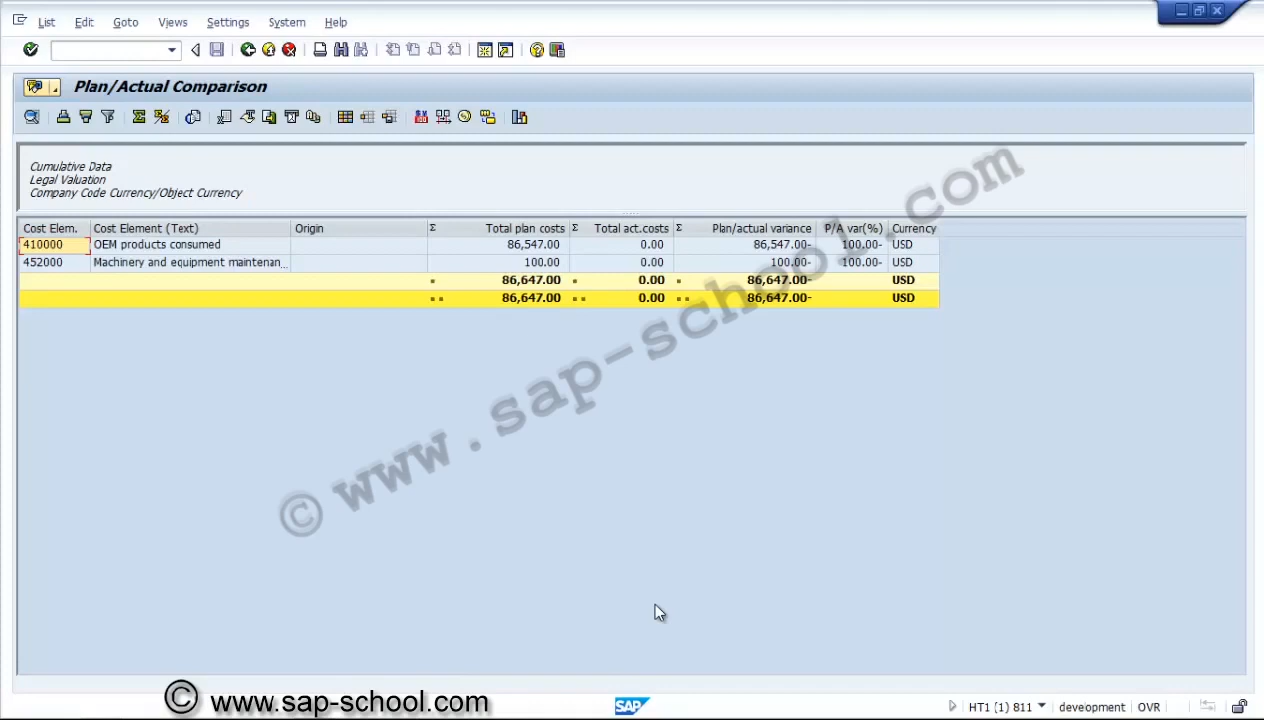 List Edit Goto Views Settings System Help
Plan/Actual Comparison
Cumulative Data
Legal Valuation
Company Code Currency/Object Currency
Cost Elem. Cost Element (Text) Origin Σ Total plan costs Σ Total act.costs Σ Plan/actual variance P/A var(%) Currency
410000 OEM products consumed 86,547.00 0.00 86,547.00- 100.00- USD
452000 Machinery and equipment maintenan... 100.00 0.00 100.00- 100.00- USD
86,647.00 0.00 86,647.00- USD
86,647.00 0.00 86,647.00- USD
© www.sap-school.com
© www.sap-school.com
SAP
HT1 (1) 811 development OVR